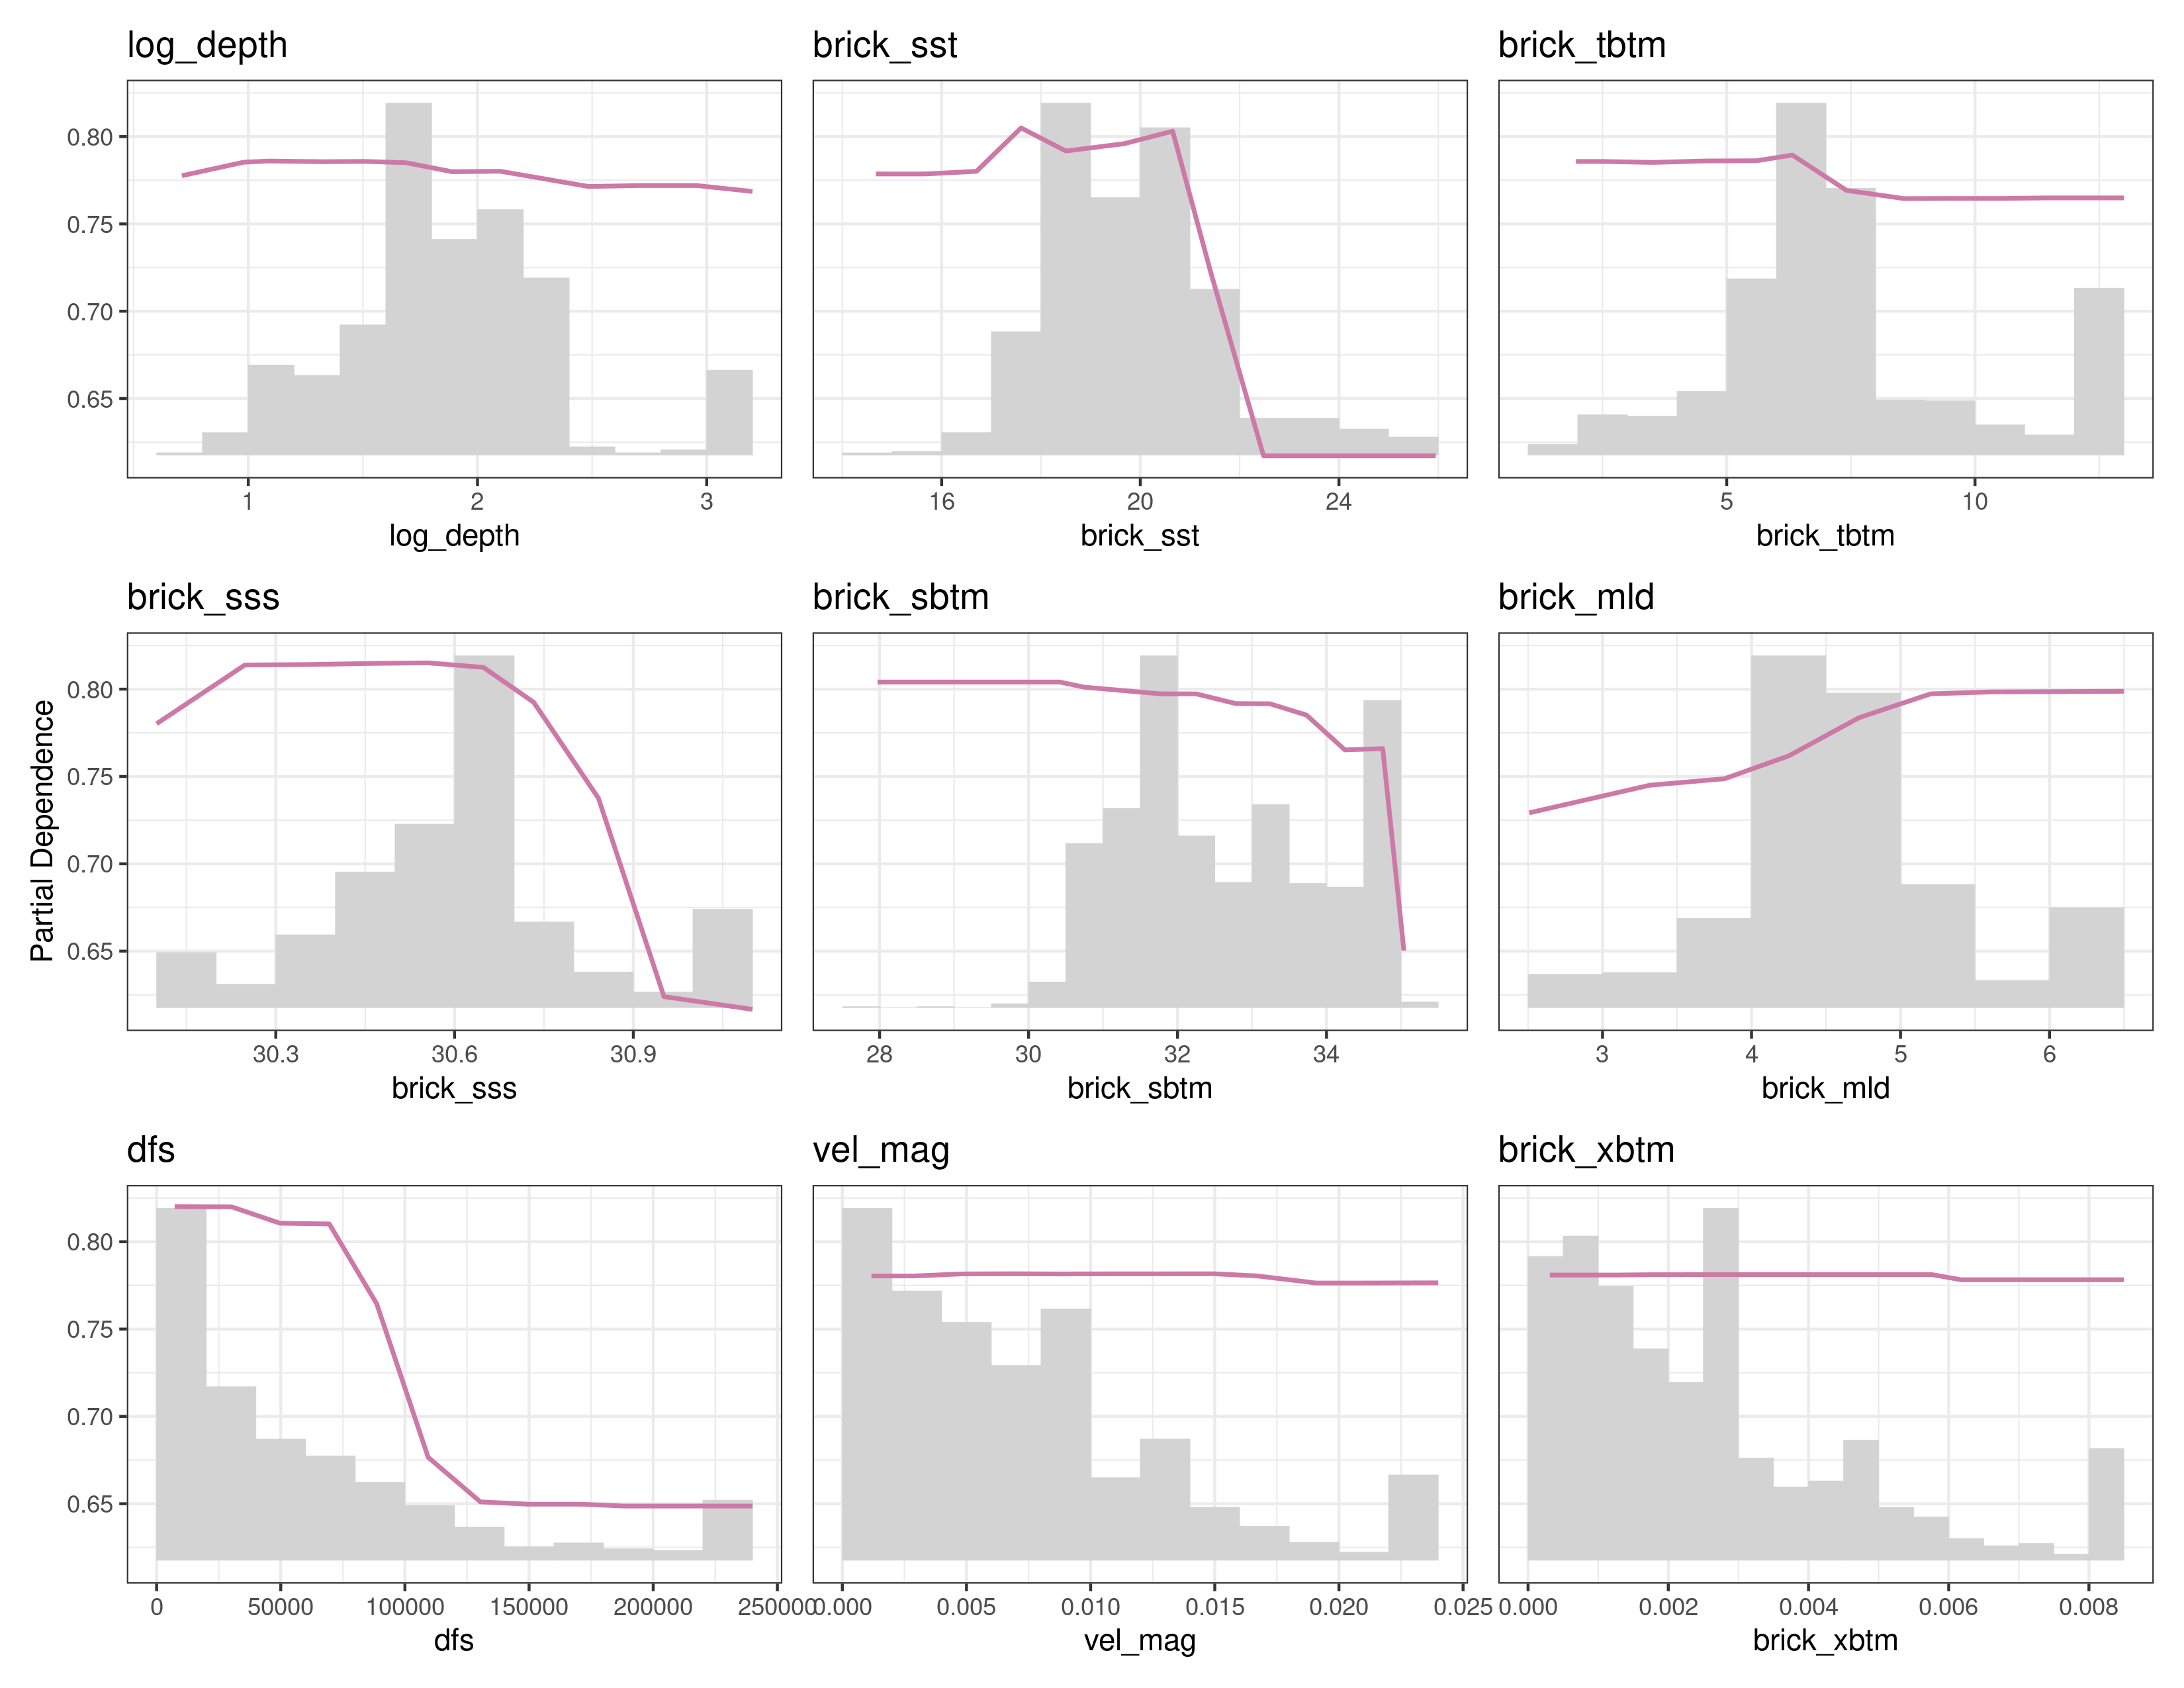 log_depth
brick_sst
brick_tbtm
0.80
0.75
0.70
0.65
1 2 3
16 20 24
5 10
log_depth
brick_sst
brick_tbtm
brick_sss
brick_sbtm
brick_mld
Partial Dependence
0.80
0.75
0.70
0.65
30.3 30.6 30.9
28 30 32 34
3 4 5 6
brick_sss
brick_sbtm
brick_mld
dfs
vel_mag
brick_xbtm
0.80
0.75
0.70
0.65
0 50000 100000 150000 200000 250000
0.000 0.005 0.010 0.015 0.020 0.025
0.000 0.002 0.004 0.006 0.008
dfs
vel_mag
brick_xbtm